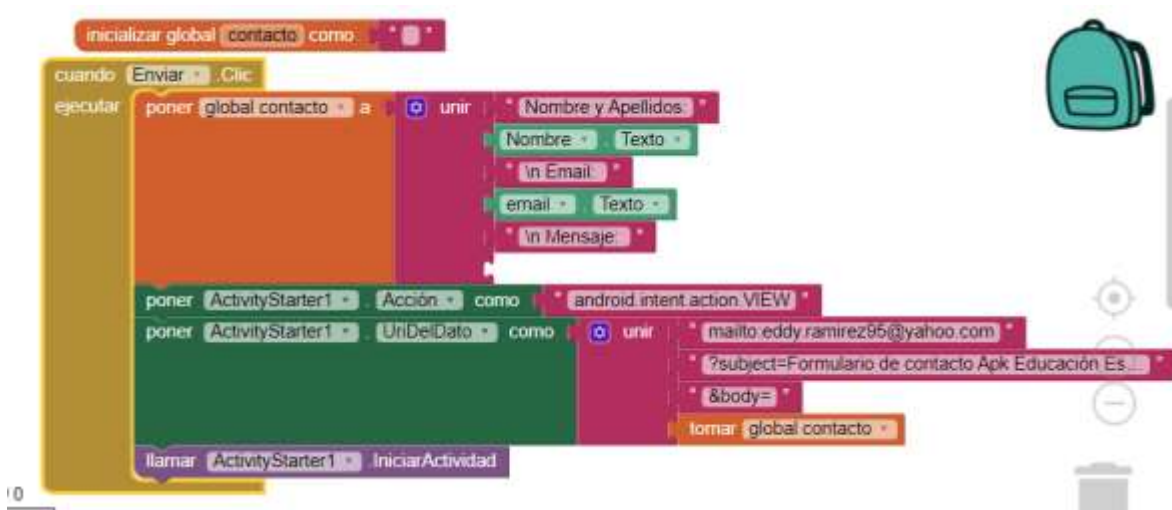 inicializar global contacto como " "
cuando Enviar .Clic
ejecutar poner global contacto a unir " Nombre y Apellidos: "
Nombre . Texto
" \n Email: "
email . Texto
" \n Mensaje: "
poner ActivityStarter1 . Acción como " android.intent.action.VIEW "
poner ActivityStarter1 . UriDelDato como unir " mailto:eddy.ramirez95@yahoo.com "
" ?subject=Formulario de contacto Apk Educación Es... "
" &body= "
tomar global contacto
llamar ActivityStarter1 .IniciarActividad
0